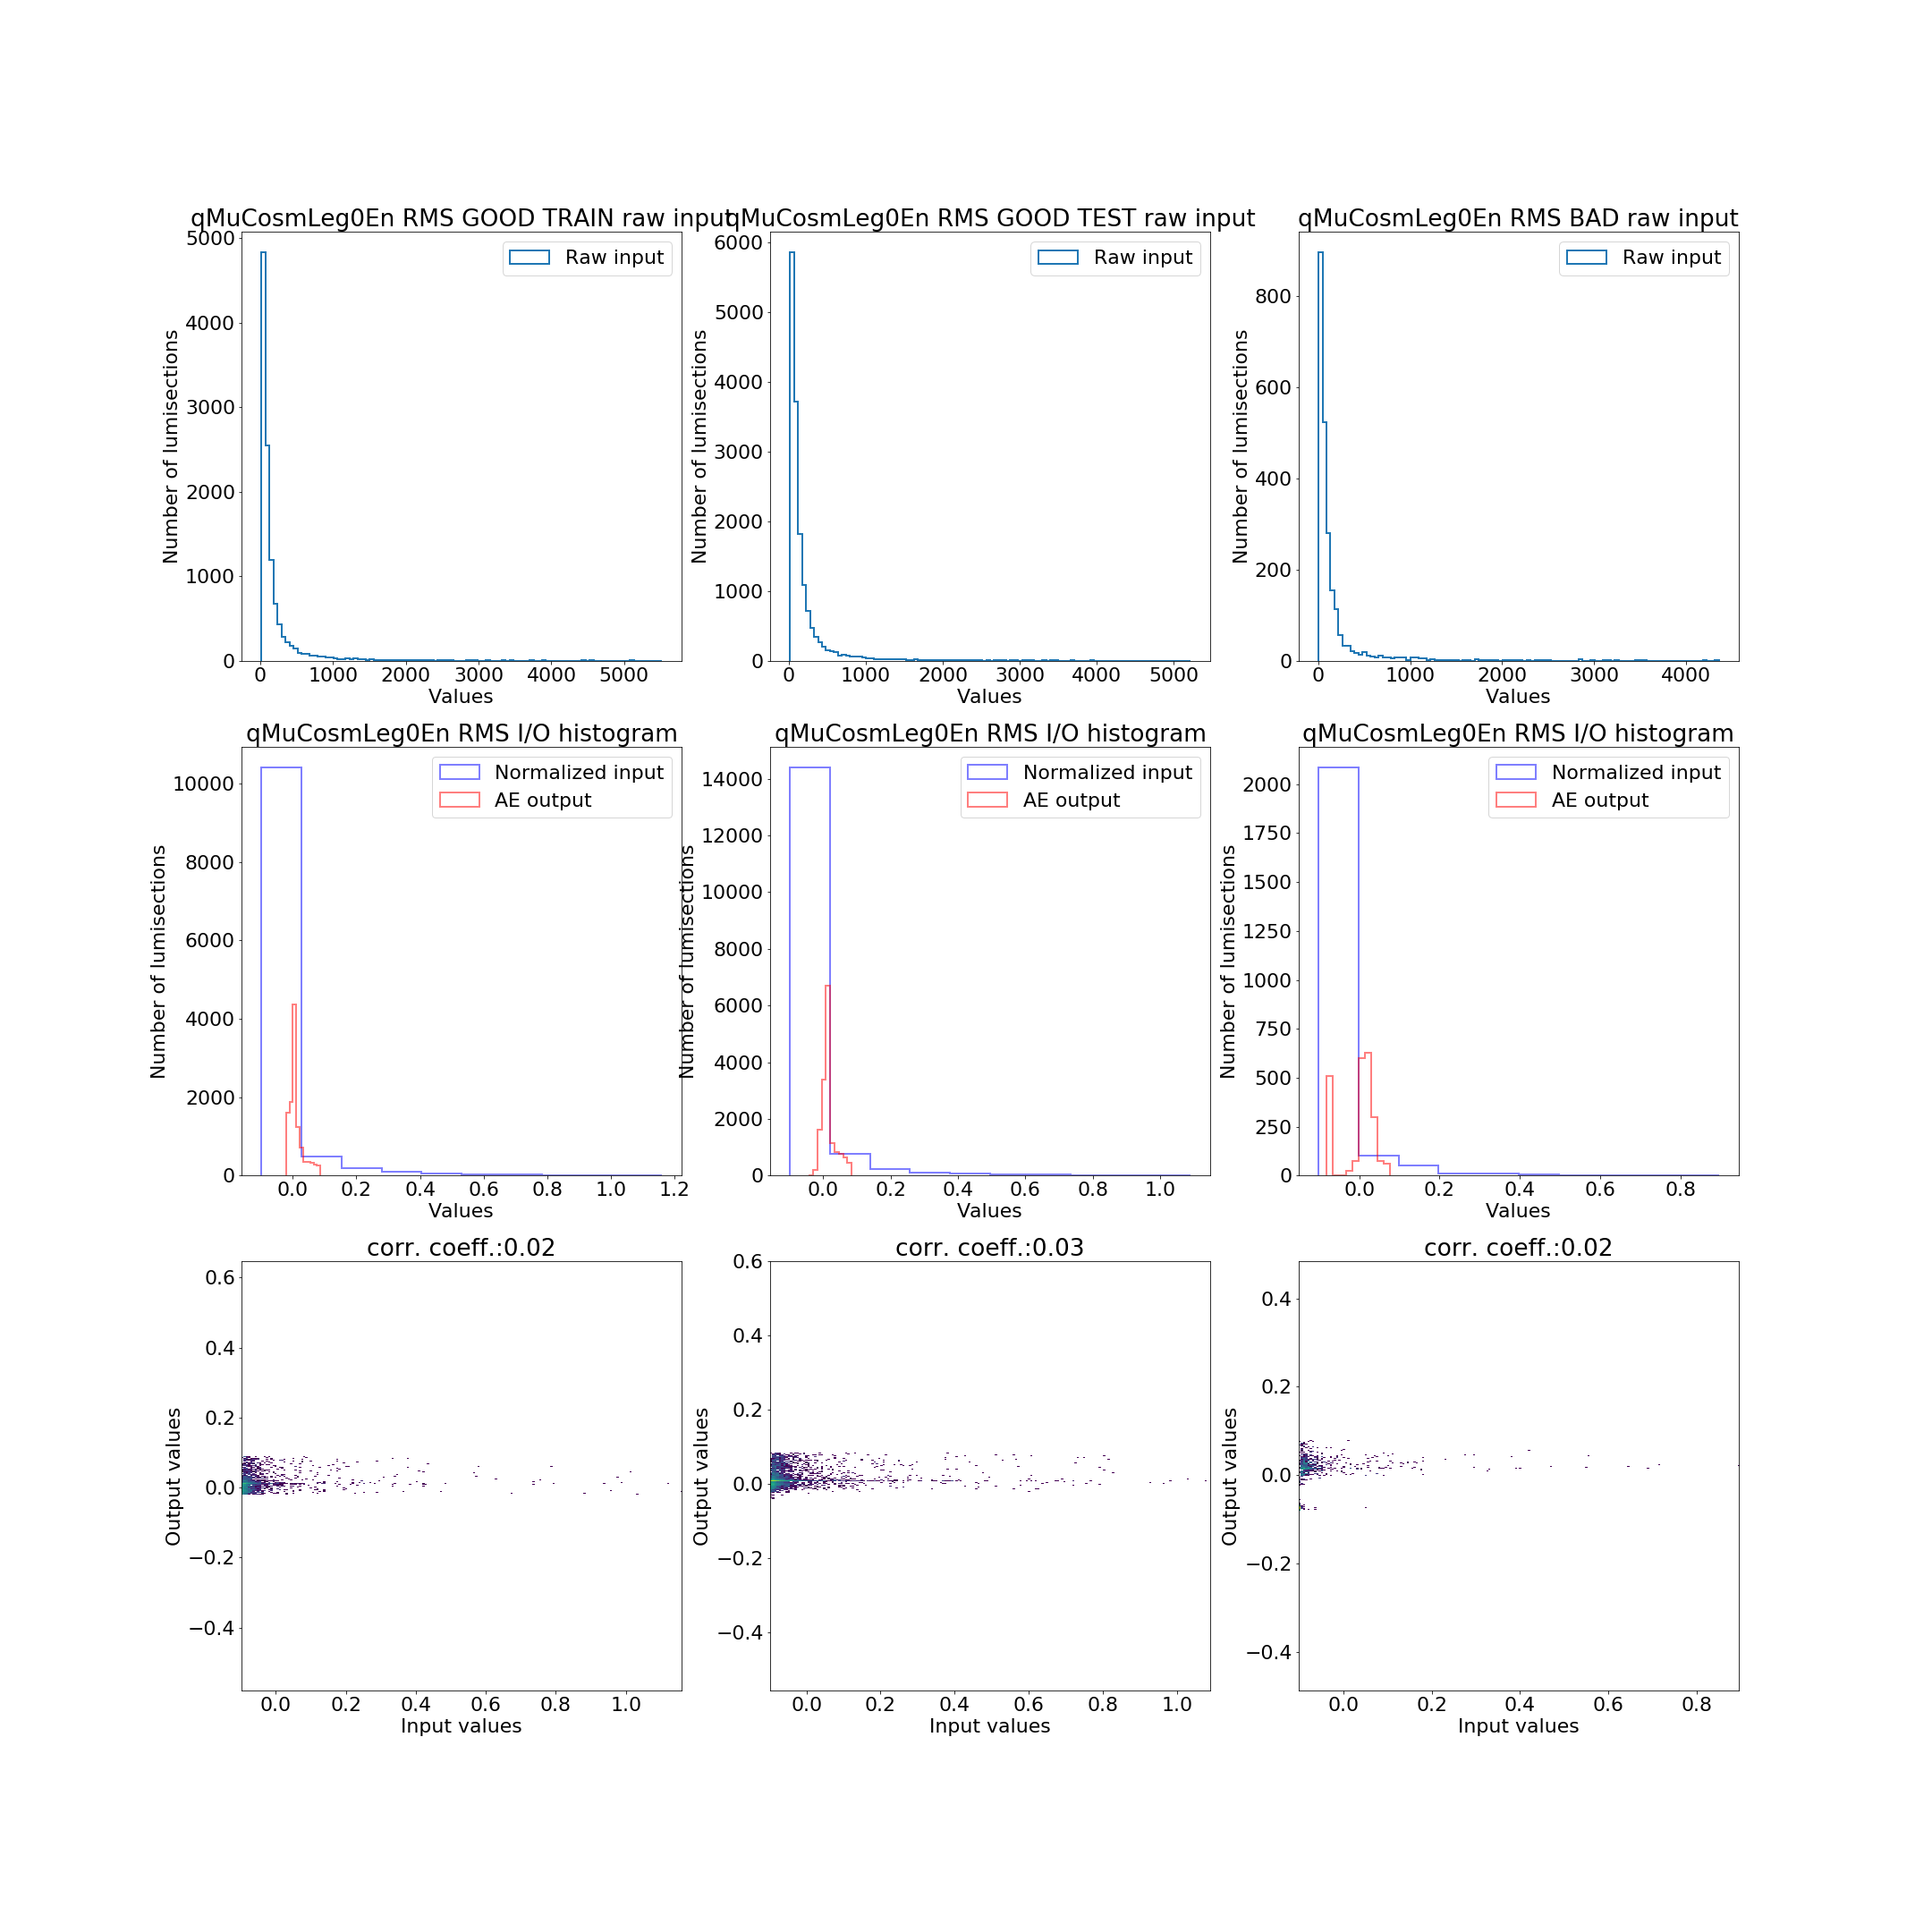 qMuCosmLeg0En RMS GOOD TRAIN raw input
5000
4000
3000
2000
1000
0
Number of lumisections
Raw input
0 1000 2000 3000 4000 5000
Values
qMuCosmLeg0En RMS GOOD TEST raw input
6000
5000
4000
3000
2000
1000
0
Number of lumisections
Raw input
0 1000 2000 3000 4000 5000
Values
qMuCosmLeg0En RMS BAD raw input
800
600
400
200
0
Number of lumisections
Raw input
0 1000 2000 3000 4000
Values
qMuCosmLeg0En RMS I/O histogram
10000
8000
6000
4000
2000
0
Number of lumisections
Normalized input
AE output
0.0 0.2 0.4 0.6 0.8 1.0 1.2
Values
qMuCosmLeg0En RMS I/O histogram
14000
12000
10000
8000
6000
4000
2000
0
Number of lumisections
Normalized input
AE output
0.0 0.2 0.4 0.6 0.8 1.0
Values
qMuCosmLeg0En RMS I/O histogram
2000
1750
1500
1250
1000
750
500
250
0
Number of lumisections
Normalized input
AE output
0.0 0.2 0.4 0.6 0.8
Values
corr. coeff.:0.02
0.6
0.4
0.2
0.0
−0.2
−0.4
Output values
0.0 0.2 0.4 0.6 0.8 1.0
Input values
corr. coeff.:0.03
0.6
0.4
0.2
0.0
−0.2
−0.4
Output values
0.0 0.2 0.4 0.6 0.8 1.0
Input values
corr. coeff.:0.02
0.4
0.2
0.0
−0.2
−0.4
Output values
0.0 0.2 0.4 0.6 0.8
Input values